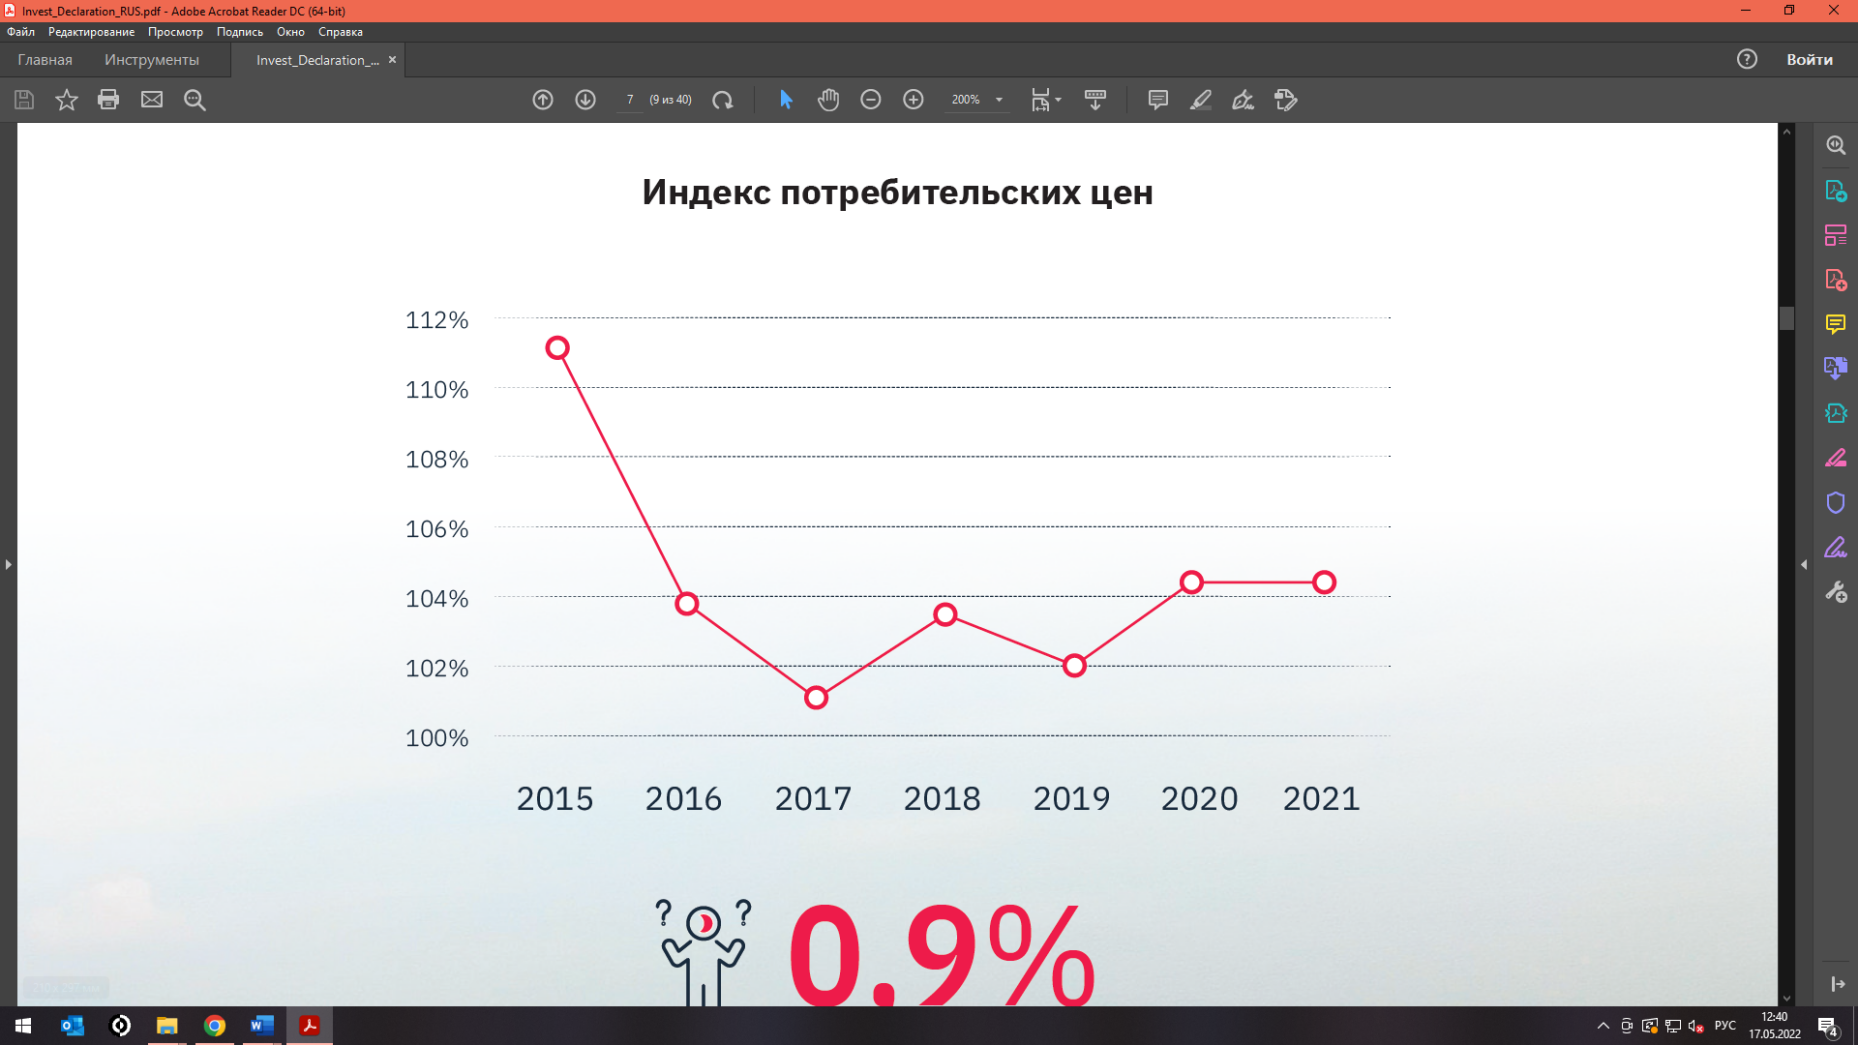 Invest_Declaration_RUS.pdf - Adobe Acrobat Reader DC (64-bit)
Файл Редактирование Просмотр Подпись Окно Справка
Главная Инструменты Invest_Declaration_... × ? Войти
7 (9 из 40) 200%
Индекс потребительских цен
112%
110%
108%
106%
104%
102%
100%
2015 2016 2017 2018 2019 2020 2021
? ? 0.9%
РУС 12:40
17.05.2022 4